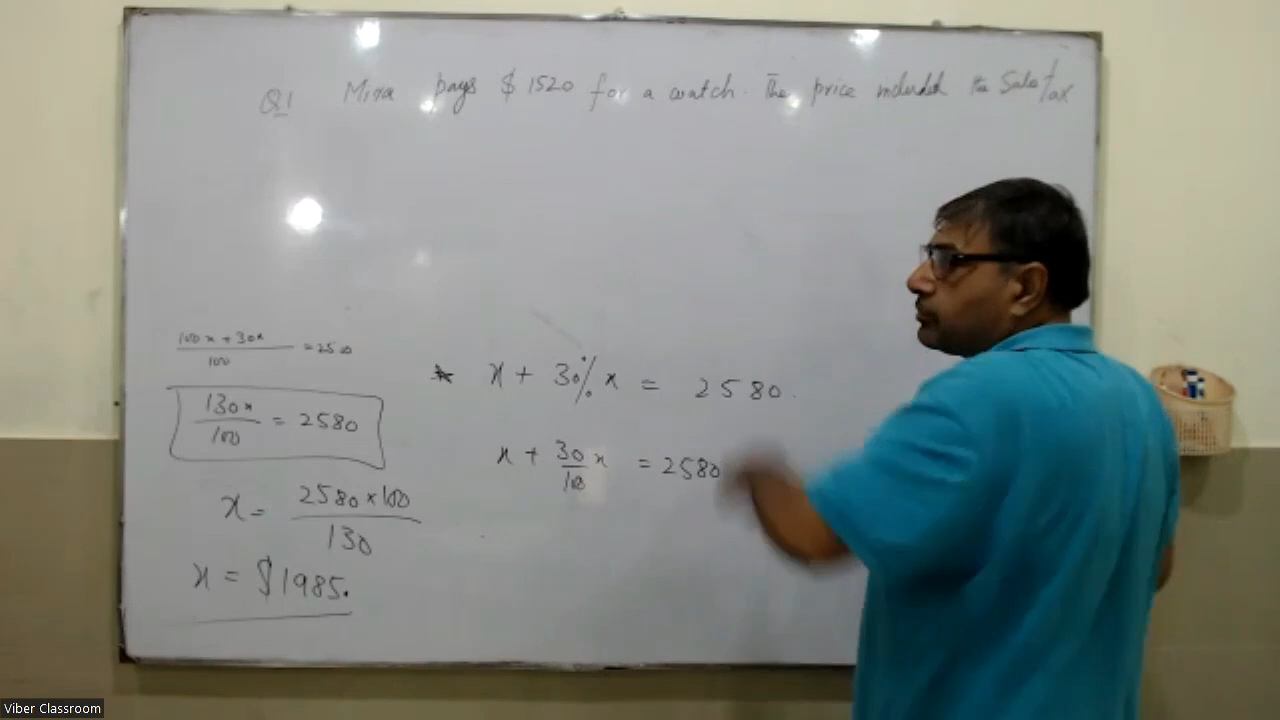 Q1 Mira pays $ 1520 for a watch. The price included the Sales tax
100x + 30x
100
= 2580
130x
100
= 2580
x = 2580 × 100
130
x = $1985.
* x + 30% x = 2580.
x + 30
100
x = 2580
Viber Classroom